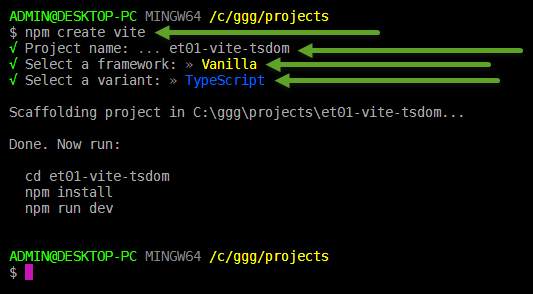 ADMIN@DESKTOP-PC MINGW64 /c/ggg/projects
$ npm create vite
√ Project name: ... et01-vite-tsdom
√ Select a framework: » Vanilla
√ Select a variant: » TypeScript
Scaffolding project in C:\ggg\projects\et01-vite-tsdom...
Done. Now run:
cd et01-vite-tsdom
npm install
npm run dev
ADMIN@DESKTOP-PC MINGW64 /c/ggg/projects
$